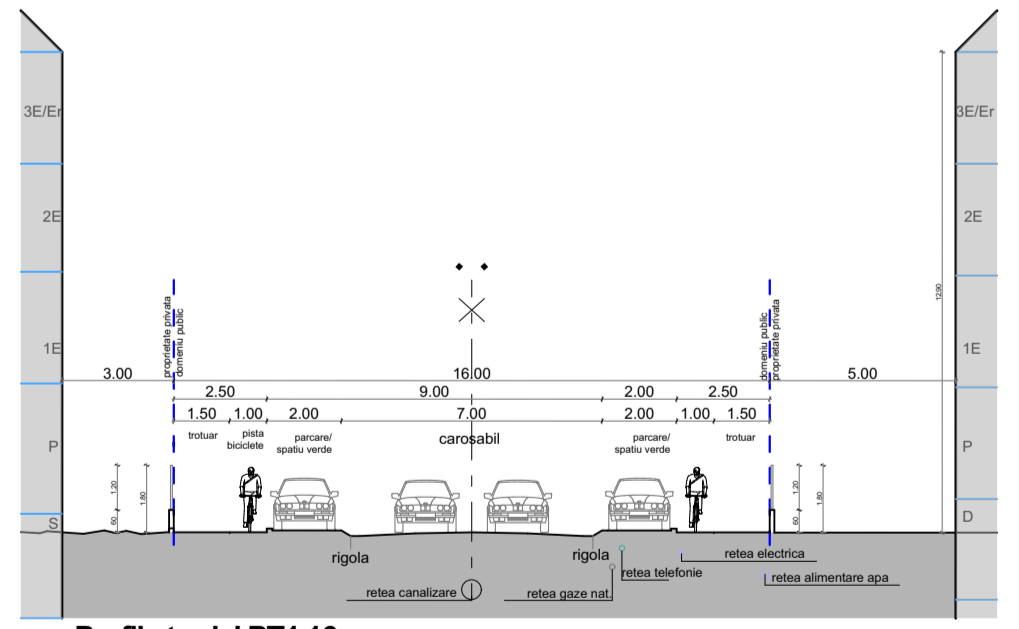 3E/Er
3E/Er
2E
2E
12.90
proprietate privata
domeniu public
domeniu public
proprietate privata
1E
1E
3.00
16.00
5.00
2.50
9.00
2.00
2.50
1.50
1.00
2.00
7.00
2.00
1.00
1.50
trotuar
pista
biciclete
parcare/
spatiu verde
carosabil
parcare/
spatiu verde
trotuar
P
P
1.20
1.80
60
1.20
1.80
60
S
D
rigola
rigola
retea electrica
retea telefonie
retea alimentare apa
retea canalizare
retea gaze nat.